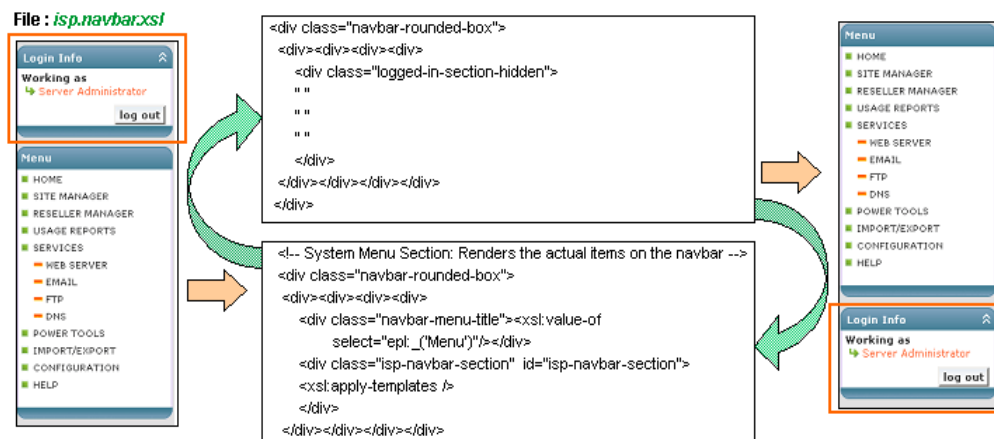 File : isp.navbar.xsl
Login Info
Working as
Server Administrator
log out
Menu
HOME
SITE MANAGER
RESELLER MANAGER
USAGE REPORTS
SERVICES
WEB SERVER
EMAIL
FTP
DNS
POWER TOOLS
IMPORT/EXPORT
CONFIGURATION
HELP
<div class="navbar-rounded-box">
<div><div><div><div>
<div class="logged-in-section-hidden">
" "
" "
" "
</div>
</div></div></div></div>
</div>
<!-- System Menu Section: Renders the actual items on the navbar -->
<div class="navbar-rounded-box">
<div><div><div><div>
<div class="navbar-menu-title"><xsl:value-of
select="epl:_('Menu')"/></div>
<div class="isp-navbar-section" id="isp-navbar-section">
<xsl:apply-templates />
</div>
</div></div></div></div>
Menu
HOME
SITE MANAGER
RESELLER MANAGER
USAGE REPORTS
SERVICES
WEB SERVER
EMAIL
FTP
DNS
POWER TOOLS
IMPORT/EXPORT
CONFIGURATION
HELP
Login Info
Working as
Server Administrator
log out